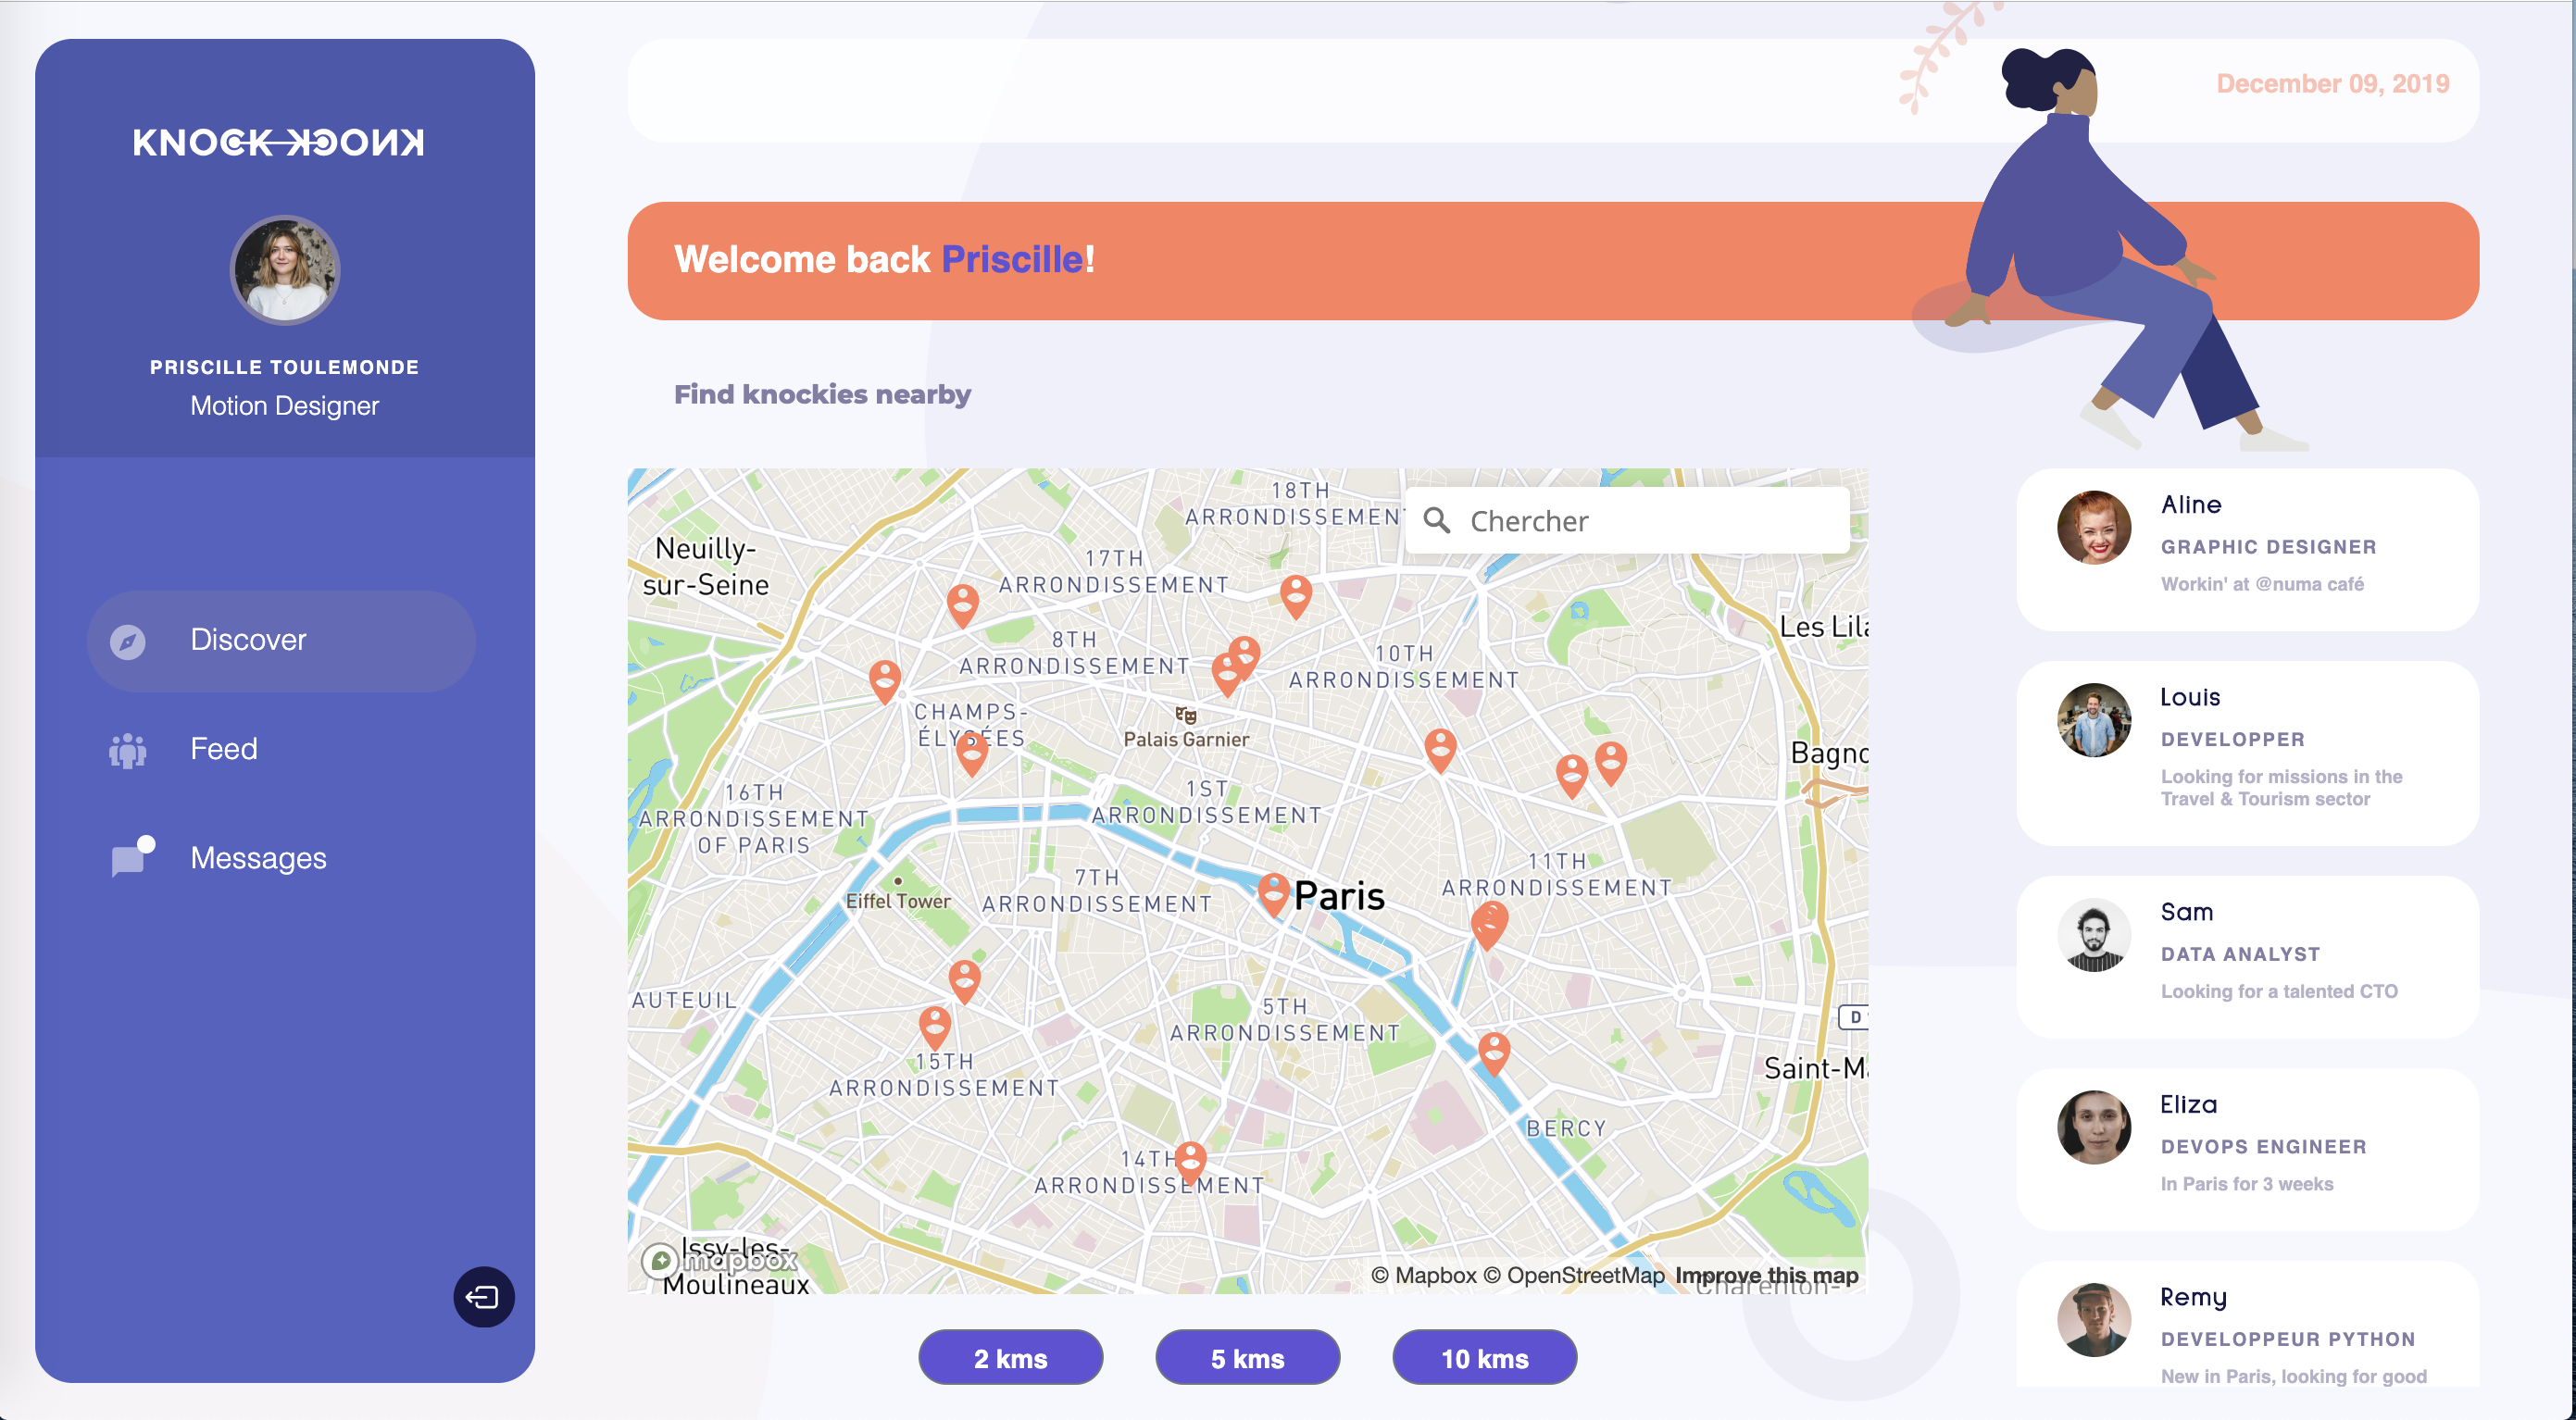 KNOCK KNOCK
PRISCILLE TOULEMONDE
Motion Designer
Discover
Feed
Messages
December 09, 2019
Welcome back Priscille!
Find knockies nearby
Chercher
18TH
ARRONDISSEMENT
Neuilly-
sur-Seine
17TH
ARRONDISSEMENT
Les Lila
8TH
ARRONDISSEMENT
10TH
ARRONDISSEMENT
CHAMPS-
ÉLYSÉES
Palais Garnier
Bagno
16TH
ARRONDISSEMENT
OF PARIS
1ST
ARRONDISSEMENT
Eiffel Tower
7TH
ARRONDISSEMENT
Paris
11TH
ARRONDISSEMENT
AUTEUIL
5TH
ARRONDISSEMENT
D
15TH
ARRONDISSEMENT
Saint-M
BERCY
14TH
ARRONDISSEMENT
Issy-les-
Moulineaux
mapbox
© Mapbox © OpenStreetMap Improve this map
Charenton-
2 kms
5 kms
10 kms
Aline
GRAPHIC DESIGNER
Workin' at @numa café
Louis
DEVELOPPER
Looking for missions in the
Travel & Tourism sector
Sam
DATA ANALYST
Looking for a talented CTO
Eliza
DEVOPS ENGINEER
In Paris for 3 weeks
Remy
DEVELOPPEUR PYTHON
New in Paris, looking for good